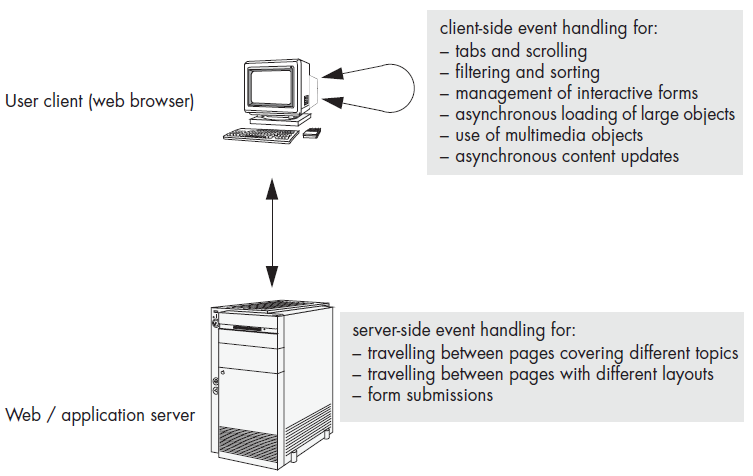 client-side event handling for:
– tabs and scrolling
– filtering and sorting
User client (web browser)
– management of interactive forms
– asynchronous loading of large objects
– use of multimedia objects
– asynchronous content updates
server-side event handling for:
– travelling between pages covering different topics
– travelling between pages with different layouts
– form submissions
Web / application server